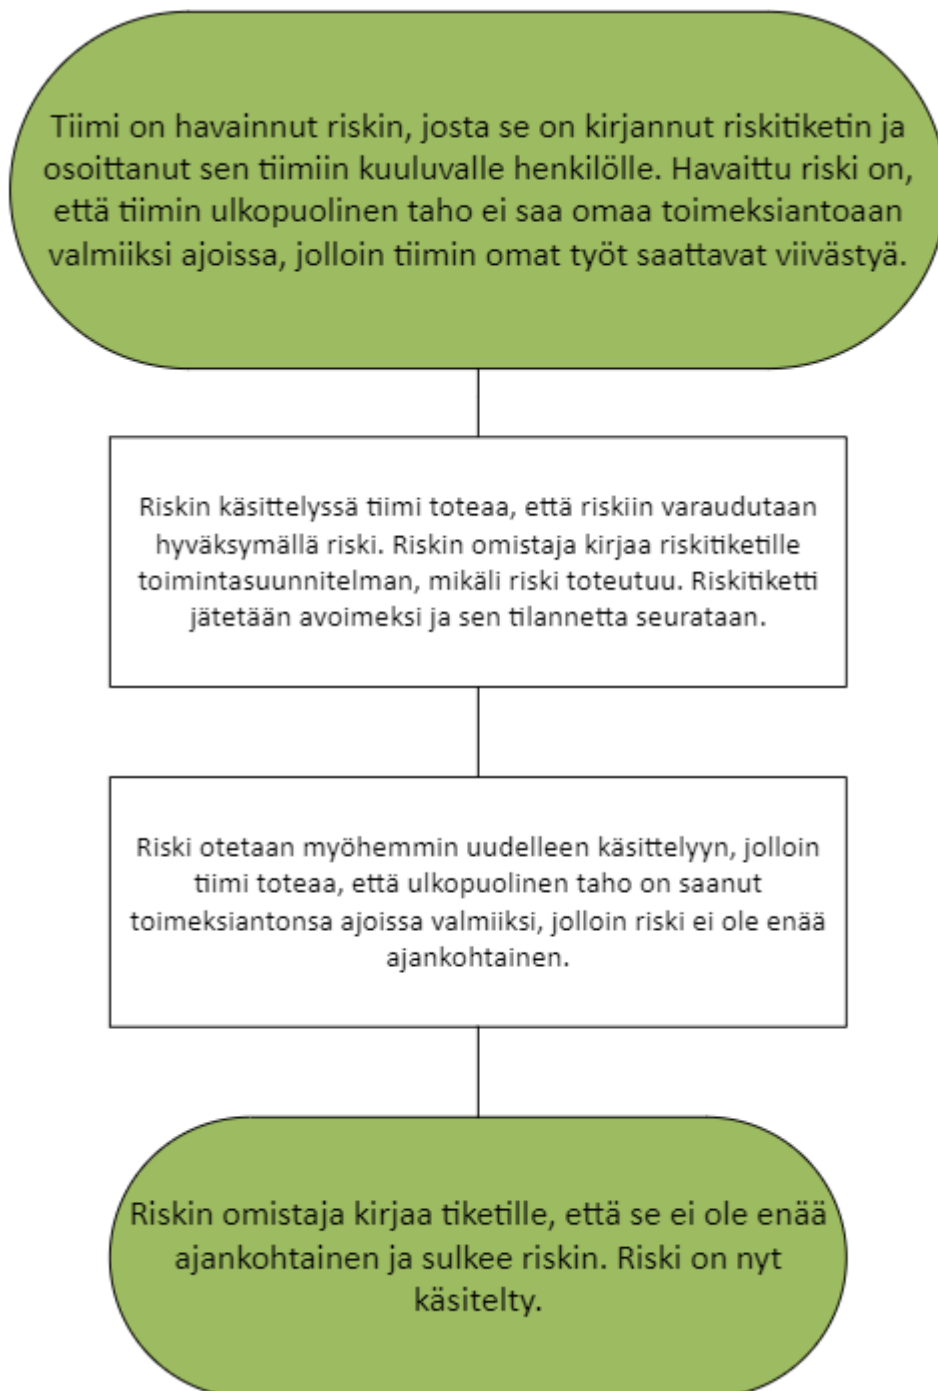 Tiimi on havainnut riskin, josta se on kirjannut riskitiketin ja
osoittanut sen tiimiin kuuluvalle henkilölle. Havaittu riski on,
että tiimin ulkopuolinen taho ei saa omaa toimeksiantoaan
valmiiksi ajoissa, jolloin tiimin omat työt saattavat viivästyä.
Riskin käsittelyssä tiimi toteaa, että riskiin varaudutaan
hyväksymällä riski. Riskin omistaja kirjaa riskitiketille
toimintasuunnitelman, mikäli riski toteutuu. Riskitiketti
jätetään avoimeksi ja sen tilannetta seurataan.
Riski otetaan myöhemmin uudelleen käsittelyyn, jolloin
tiimi toteaa, että ulkopuolinen taho on saanut
toimeksiantonsa ajoissa valmiiksi, jolloin riski ei ole enää
ajankohtainen.
Riskin omistaja kirjaa tiketille, että se ei ole enää
ajankohtainen ja sulkee riskin. Riski on nyt
käsitelty.